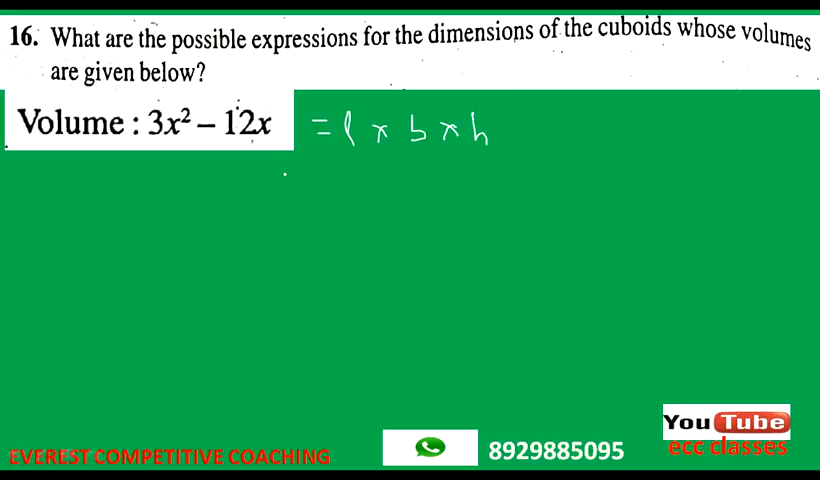 16. What are the possible expressions for the dimensions of the cuboids whose volumes
are given below?
Volume : 3x² – 12x = l × b × h
You Tube
ecc classes
EVEREST COMPETITIVE COACHING 8929885095